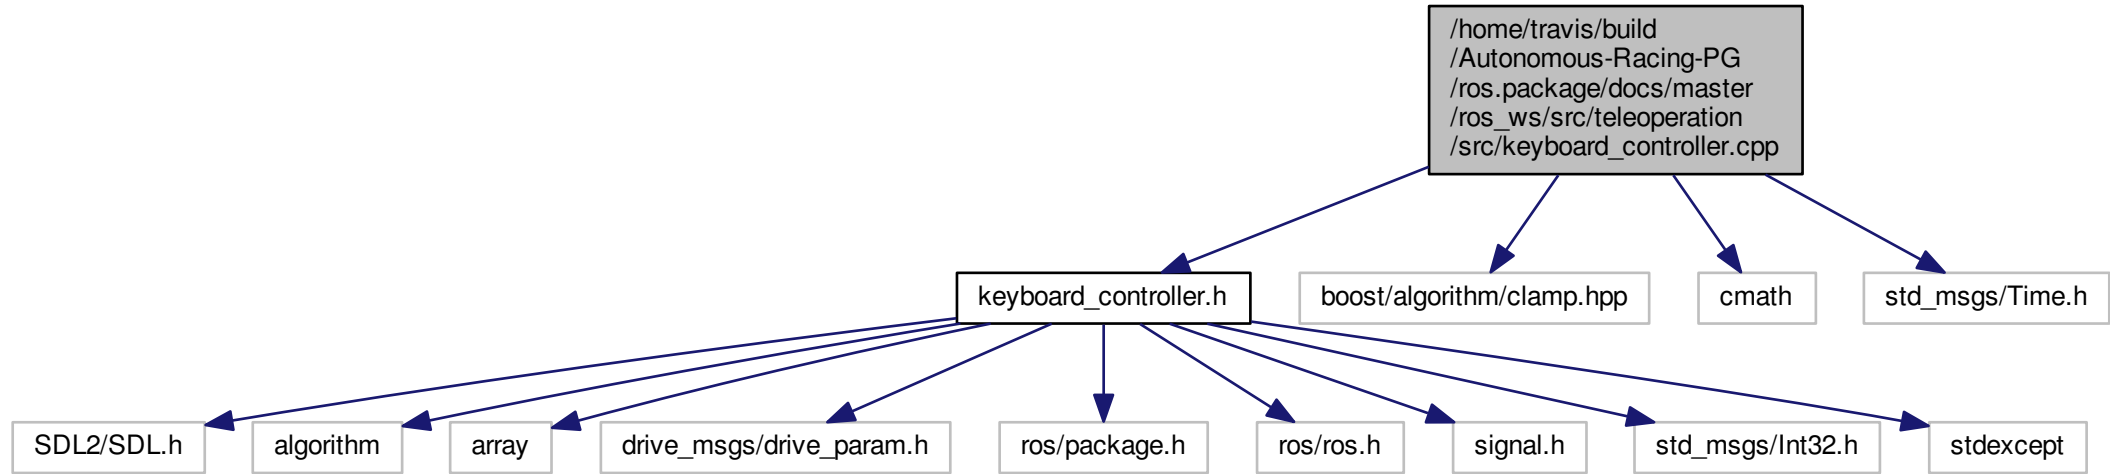 /home/travis/build
/Autonomous-Racing-PG
/ros.package/docs/master
/ros_ws/src/teleoperation
/src/keyboard_controller.cpp
keyboard_controller.h
boost/algorithm/clamp.hpp
cmath
std_msgs/Time.h
SDL2/SDL.h
algorithm
array
drive_msgs/drive_param.h
ros/package.h
ros/ros.h
signal.h
std_msgs/Int32.h
stdexcept